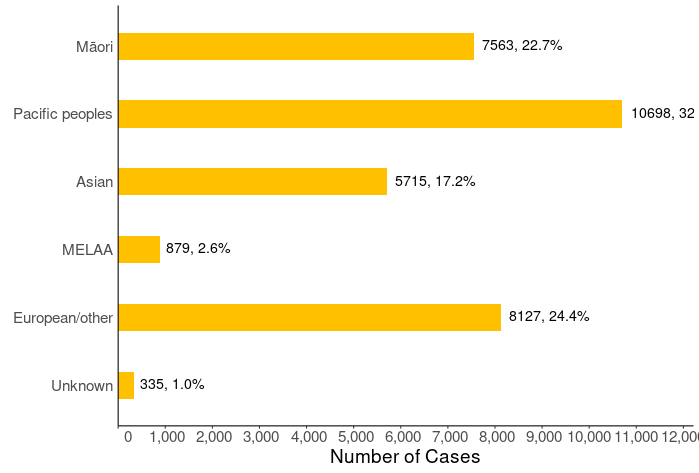 Māori 7563, 22.7%
Pacific peoples 10698, 32
Asian 5715, 17.2%
MELAA 879, 2.6%
European/other 8127, 24.4%
Unknown 335, 1.0%
0 1,000 2,000 3,000 4,000 5,000 6,000 7,000 8,000 9,000 10,000 11,000 12,00
Number of Cases